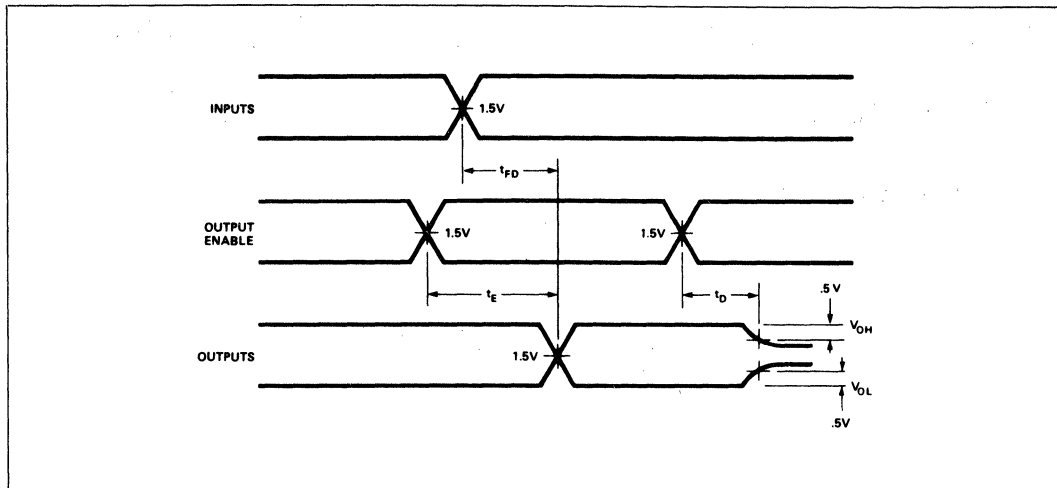 INPUTS
1.5V
tFD
OUTPUT
ENABLE
1.5V
1.5V
tE
tD
.5 V
VOH
OUTPUTS
1.5V
VOL
.5V